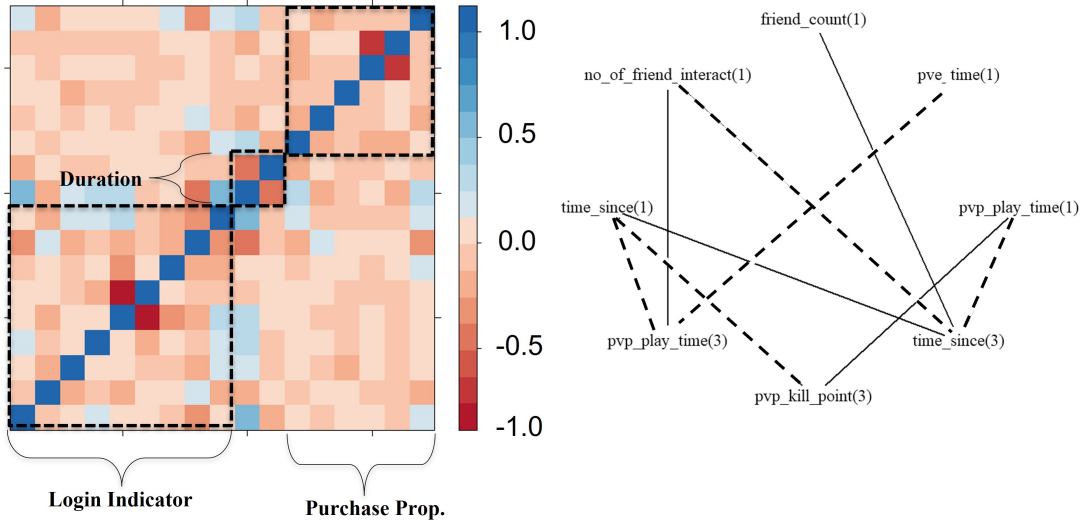 1.0
0.5
0.0
-0.5
-1.0
Duration
Login Indicator
Purchase Prop.
friend_count(1)
no_of_friend_interact(1)
pve_time(1)
time_since(1)
pvp_play_time(1)
pvp_play_time(3)
time_since(3)
pvp_kill_point(3)